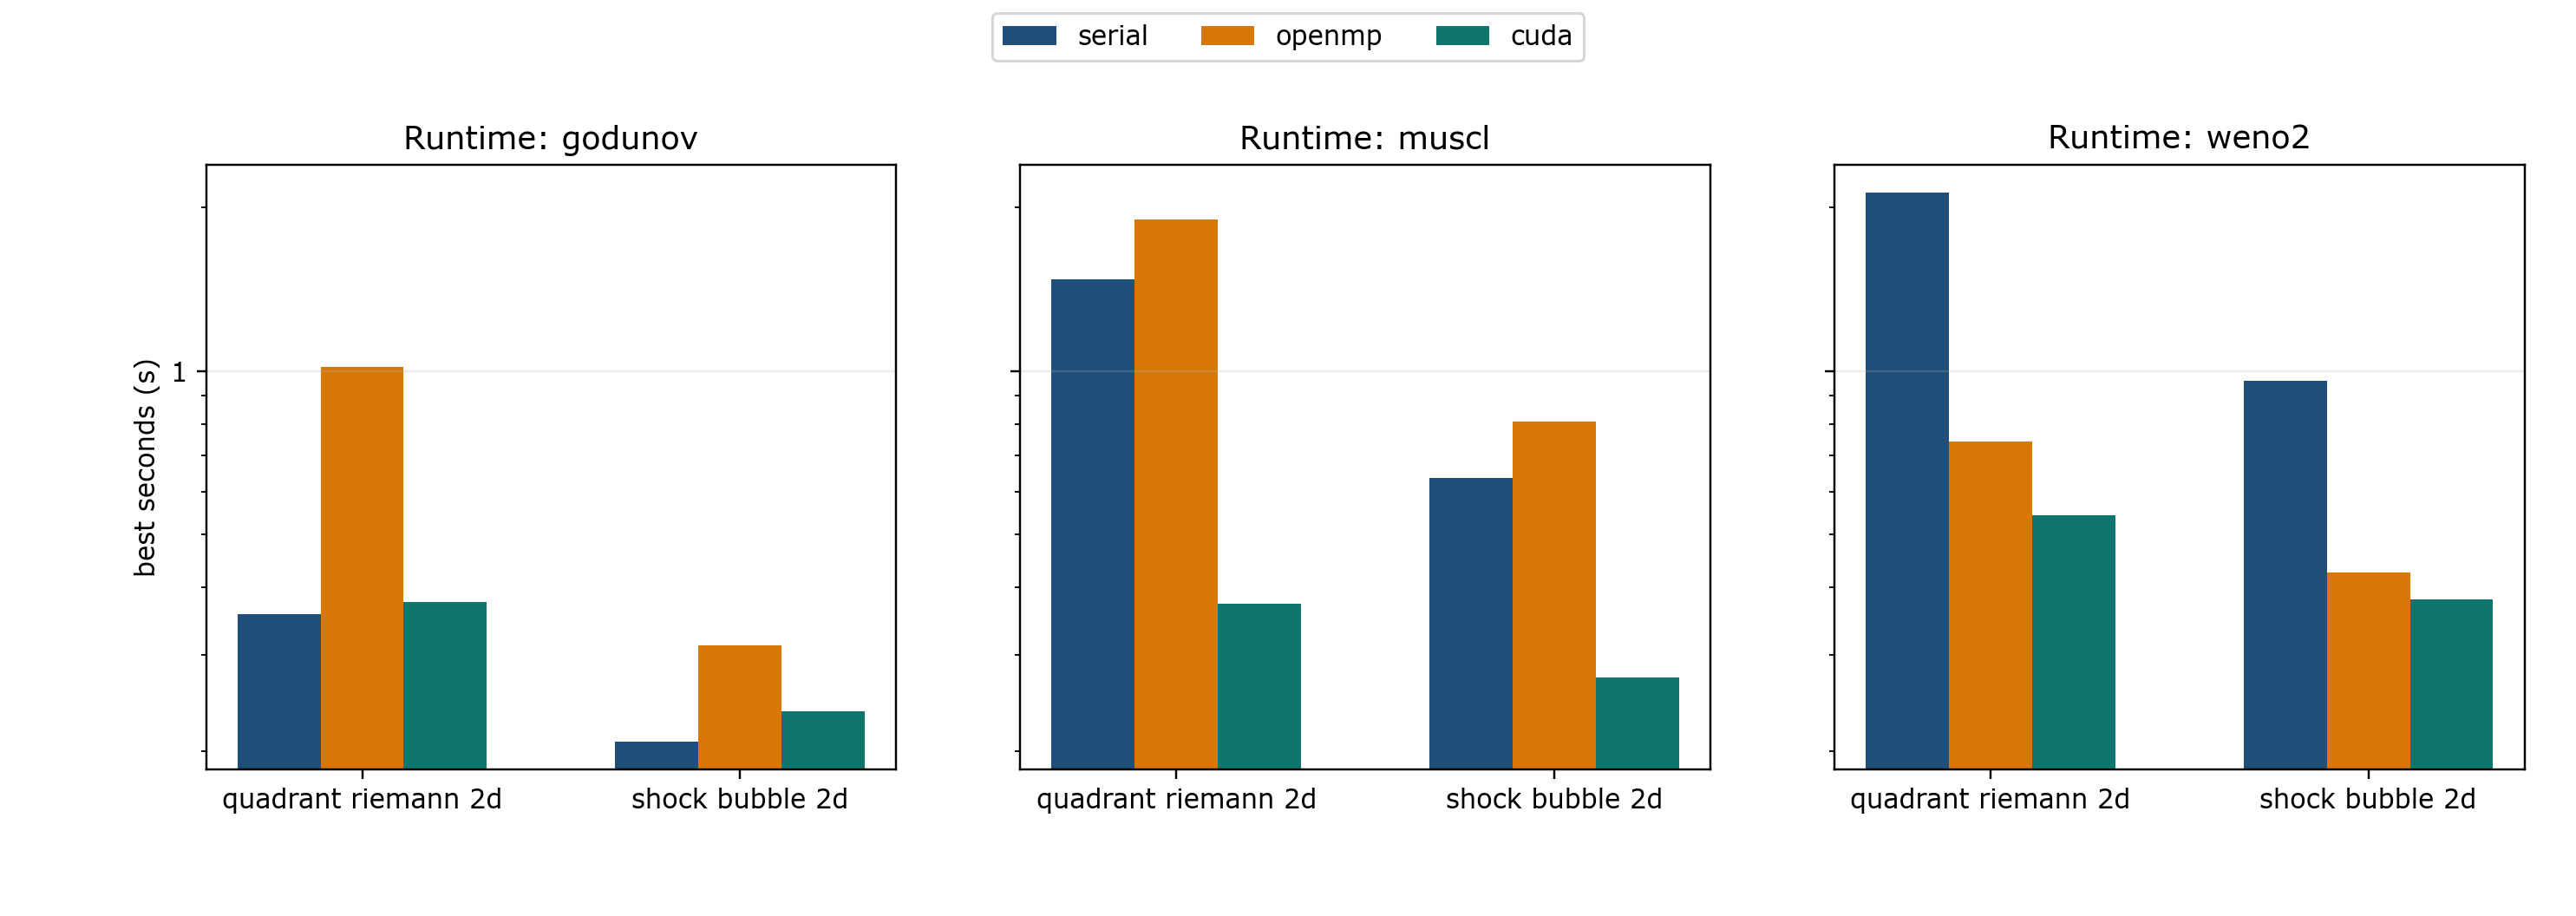 serial openmp cuda
Runtime: godunov
Runtime: muscl
Runtime: weno2
best seconds (s)
1
quadrant riemann 2d
shock bubble 2d
quadrant riemann 2d
shock bubble 2d
quadrant riemann 2d
shock bubble 2d